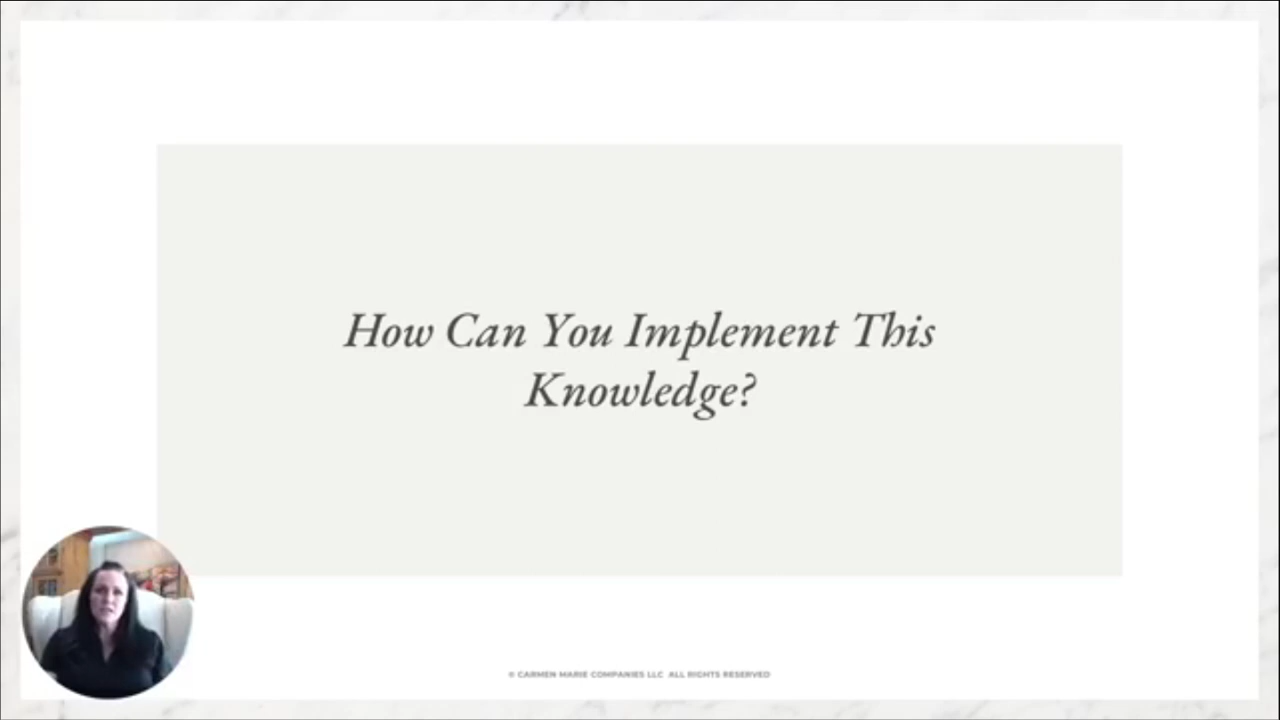 How Can You Implement This
Knowledge?
© CARMEN MARIE COMPANIES LLC ALL RIGHTS RESERVED